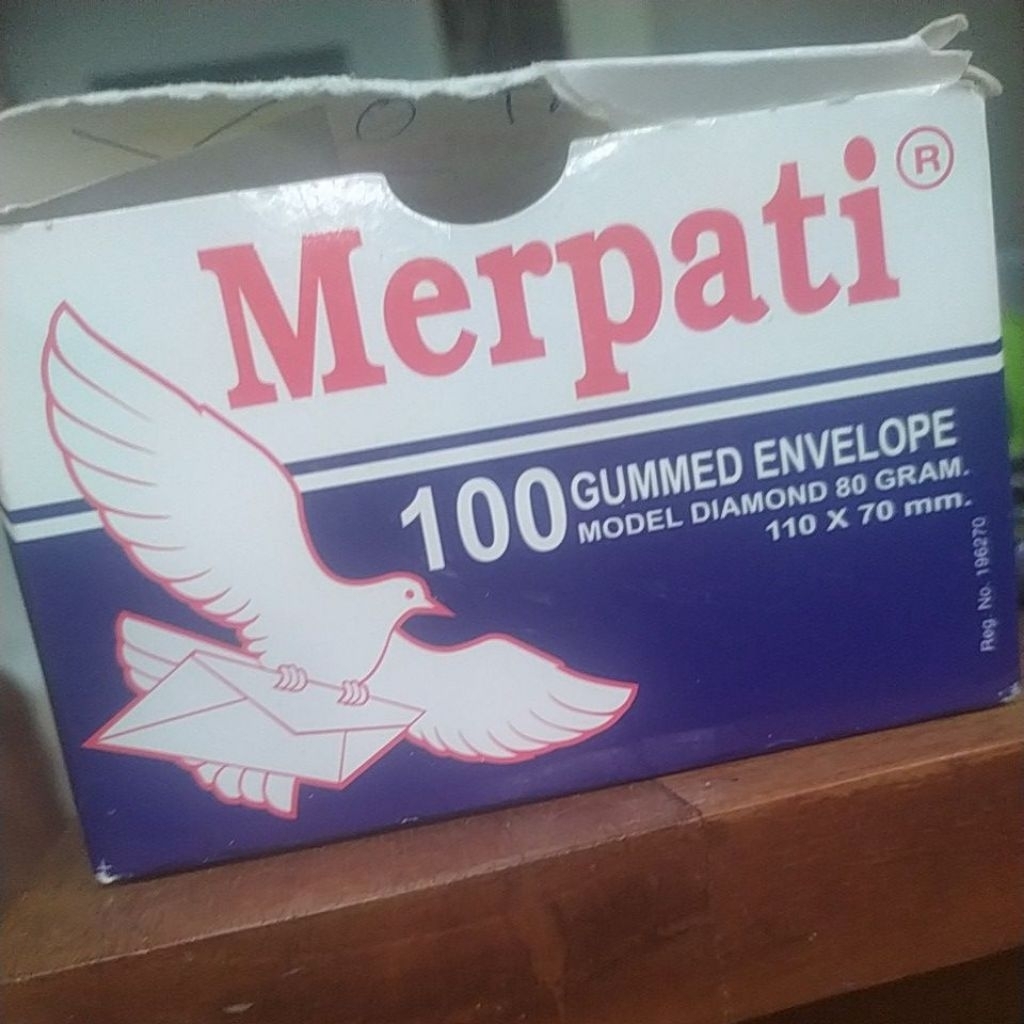 Merpati ®
100 GUMMED ENVELOPE
MODEL DIAMOND 80 GRAM.
110 X 70 mm.
Reg. No. 196270